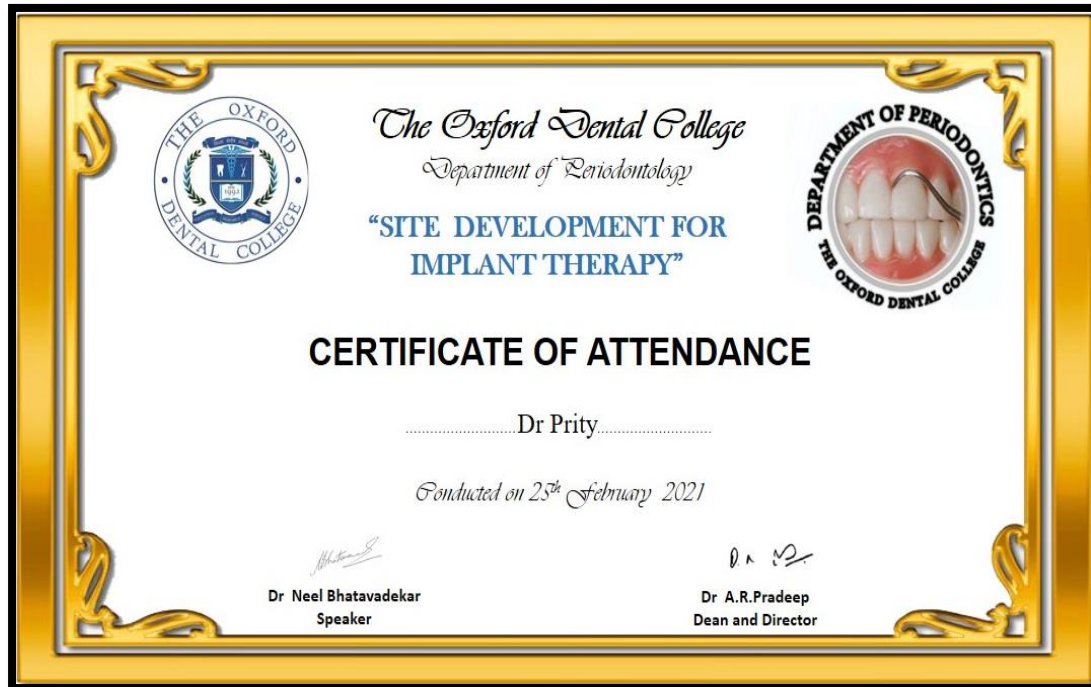 THE OXFORD
DENTAL COLLEGE
1992
The Oxford Dental College
Department of Periodontology
"SITE DEVELOPMENT FOR
IMPLANT THERAPY"
DEPARTMENT OF PERIODONTICS
THE OXFORD DENTAL COLLEGE
CERTIFICATE OF ATTENDANCE
...........................Dr Prity............................
Conducted on 25th February 2021
Dr Neel Bhatavadekar
Speaker
Dr A.R.Pradeep
Dean and Director